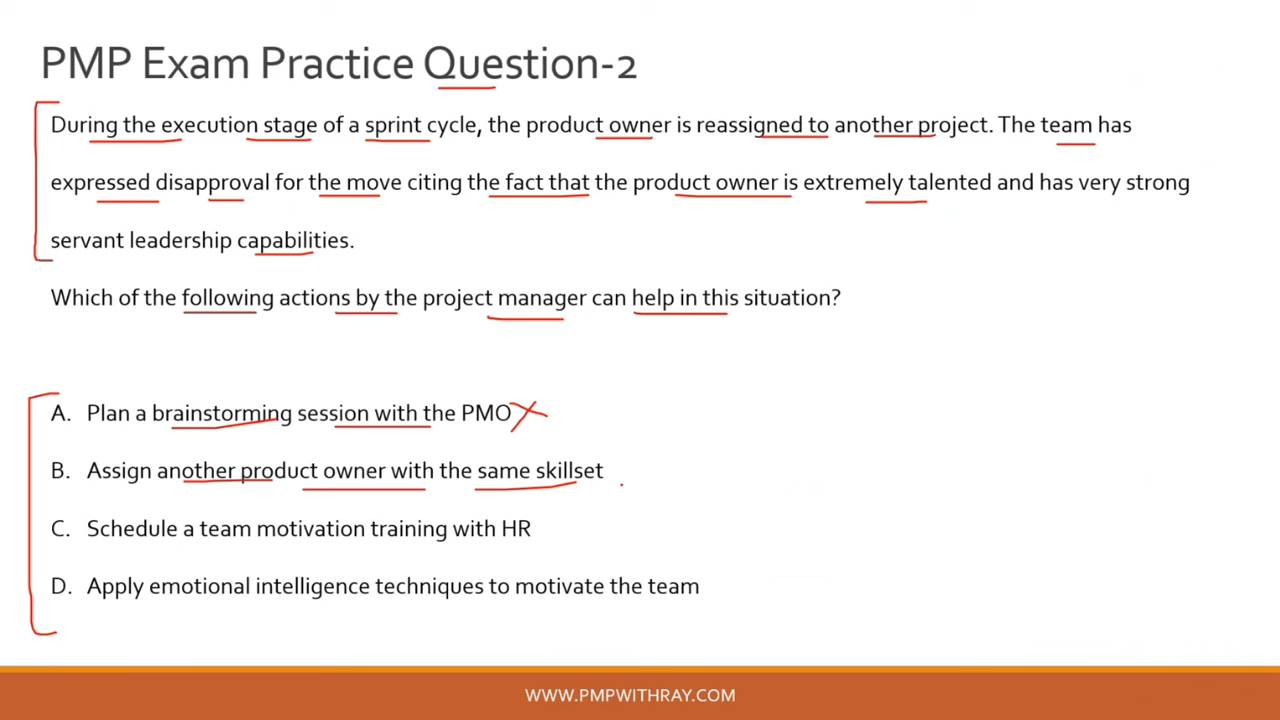 PMP Exam Practice Question-2
During the execution stage of a sprint cycle, the product owner is reassigned to another project. The team has
expressed disapproval for the move citing the fact that the product owner is extremely talented and has very strong
servant leadership capabilities.
Which of the following actions by the project manager can help in this situation?
A. Plan a brainstorming session with the PMO
B. Assign another product owner with the same skillset
C. Schedule a team motivation training with HR
D. Apply emotional intelligence techniques to motivate the team
WWW.PMPWITHRAY.COM